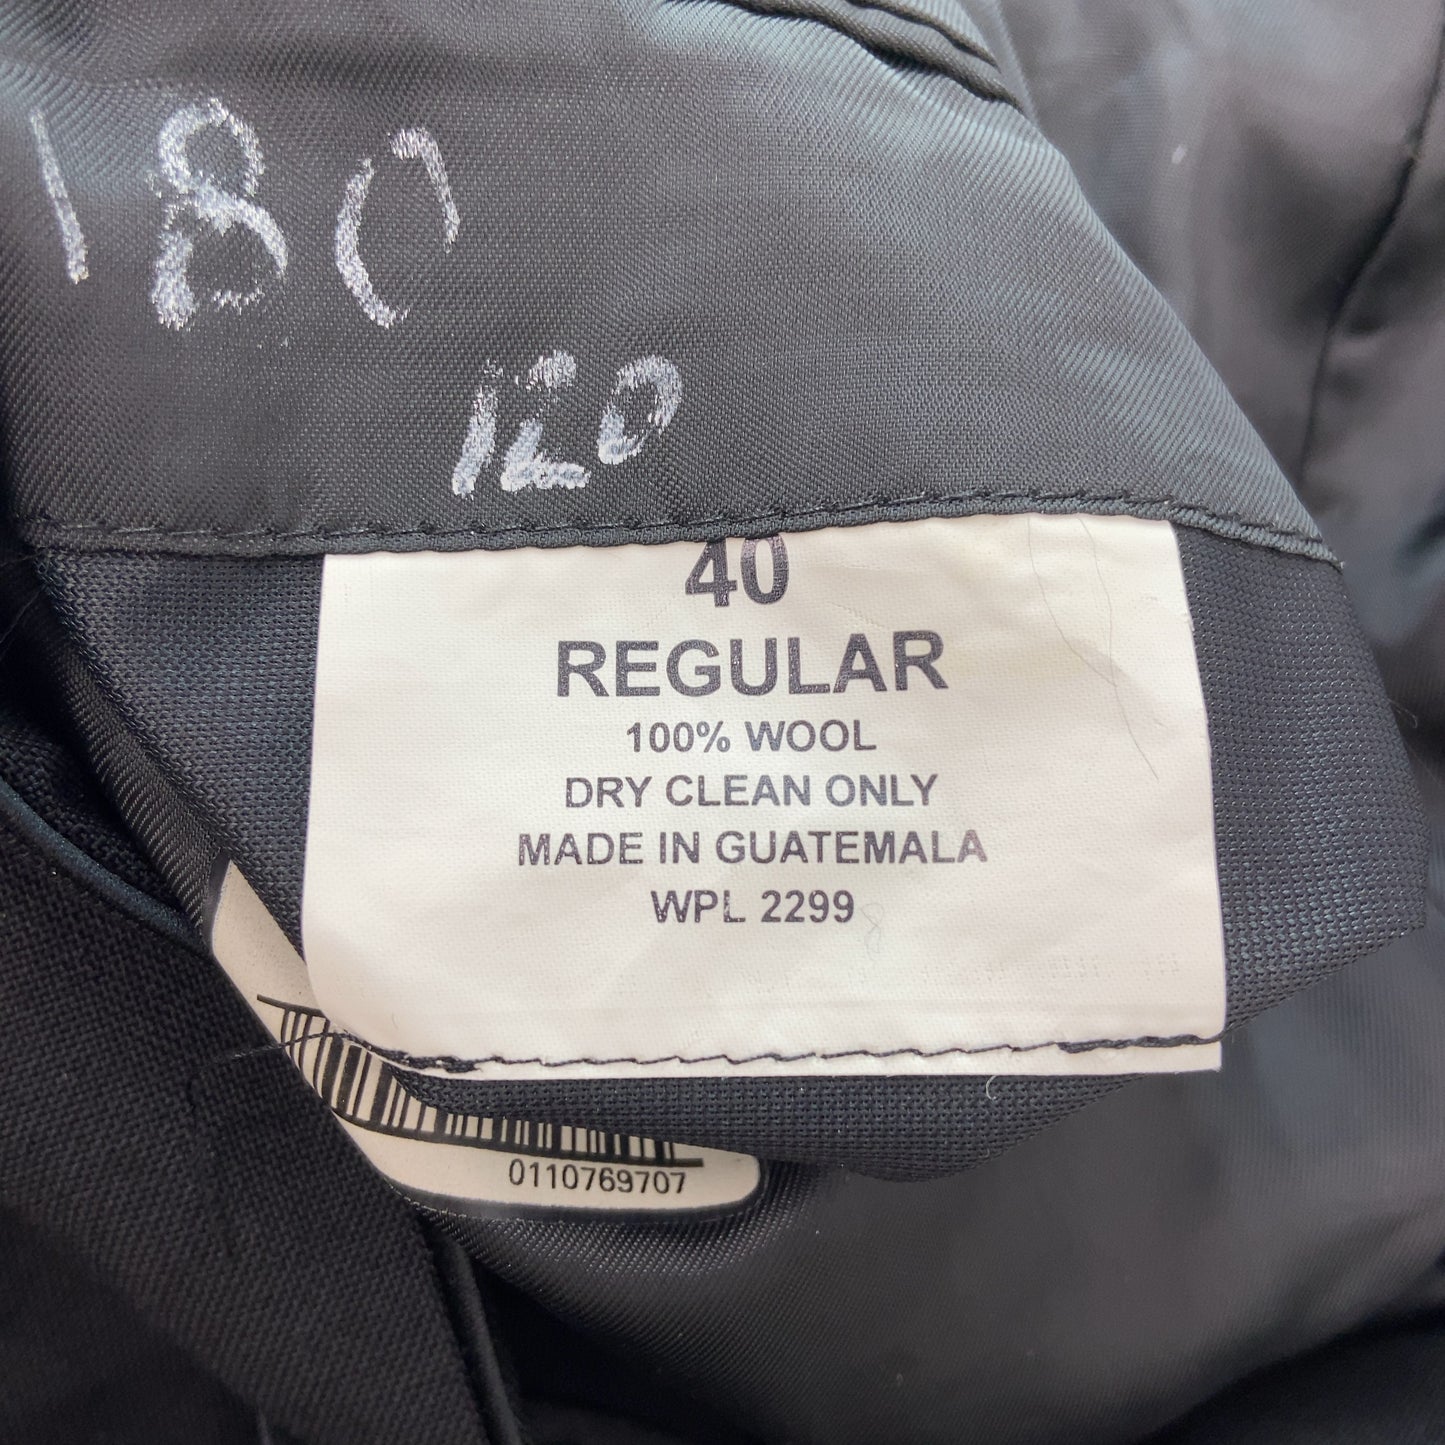 180
120
40
REGULAR
100% WOOL
DRY CLEAN ONLY
MADE IN GUATEMALA
WPL 2299
0110769707